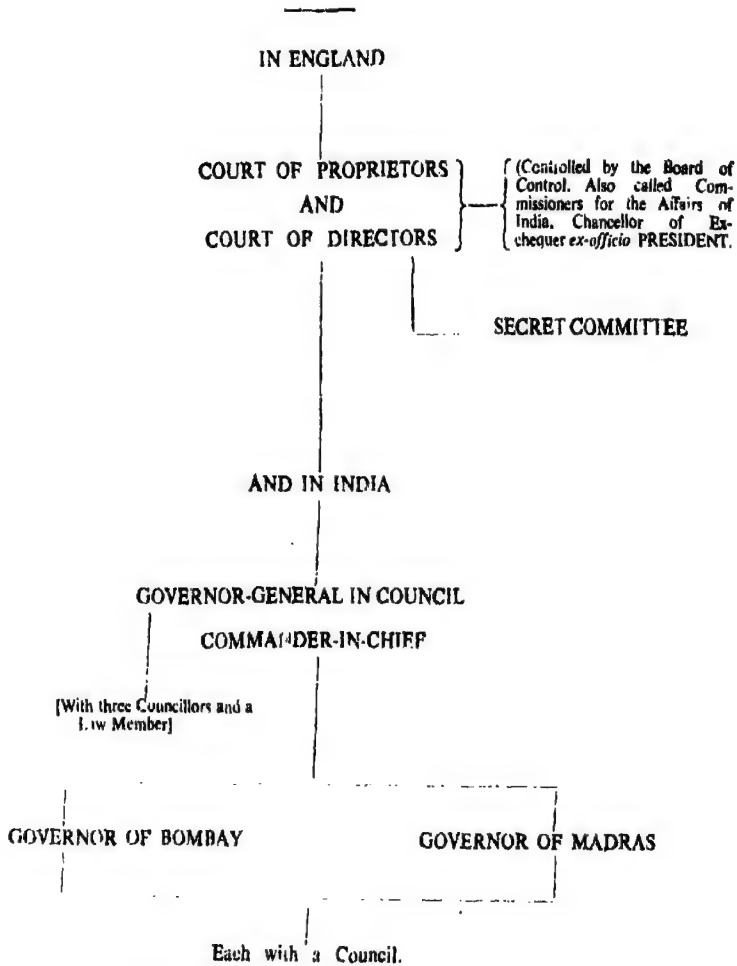 IN ENGLAND
COURT OF PROPRIETORS
AND
COURT OF DIRECTORS
(Controlled by the Board of
Control. Also called Com-
missioners for the Affairs of
India, Chancellor of Ex-
chequer ex-officio PRESIDENT.
SECRET COMMITTEE
AND IN INDIA
GOVERNOR-GENERAL IN COUNCIL
COMMANDER-IN-CHIEF
[With three Councillors and a
Law Member]
GOVERNOR OF BOMBAY
GOVERNOR OF MADRAS
Each with a Council.